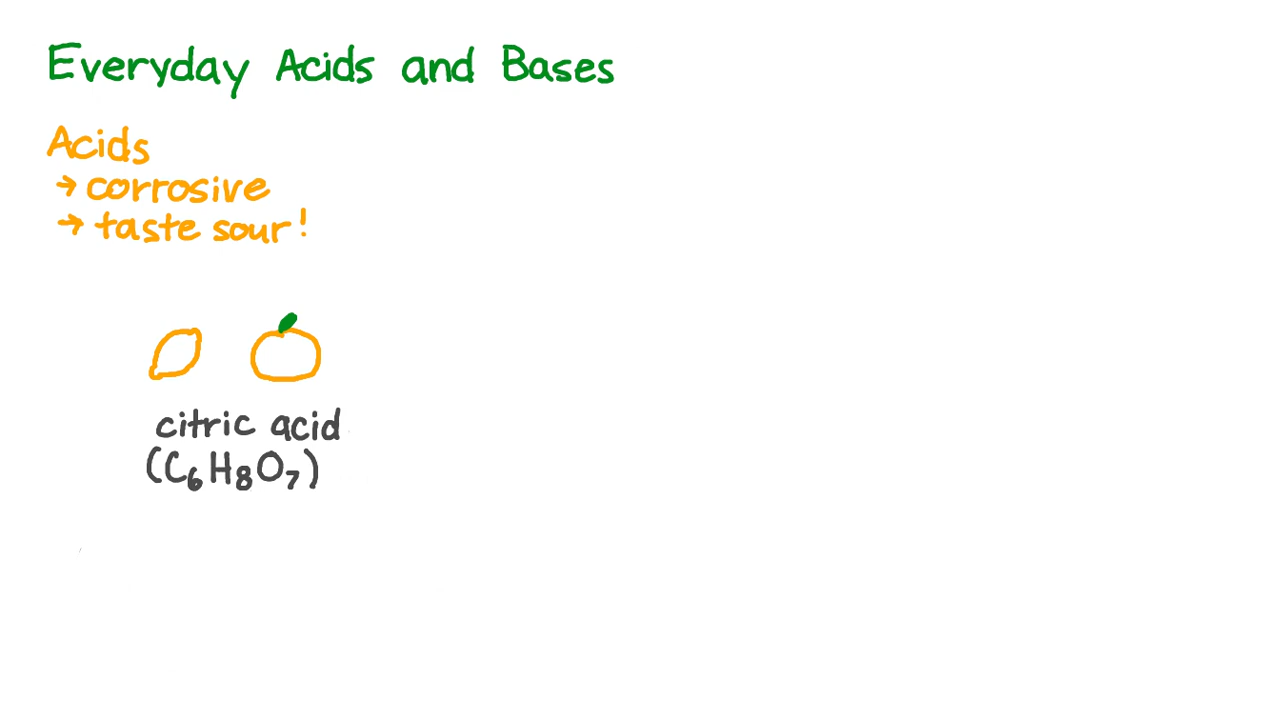 Everyday Acids and Bases
Acids
→ corrosive
→ taste sour!
citric acid
(C₆H₈O₇)